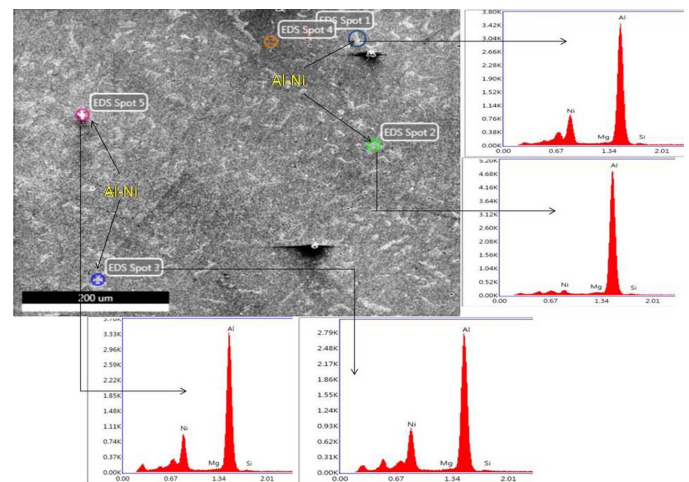 EDS Spot 1
EDS Spot 4
Al-Ni
EDS Spot 5
EDS Spot 2
Al-Ni
EDS Spot 3
200 um
3.80K
3.42K
3.04K
2.66K
2.28K
1.90K
1.52K
1.14K
0.76K
0.38K
0.00K
0.00 0.67 1.34 2.01
Al
Ni
Mg
Si
5.20K
4.68K
4.16K
3.64K
3.12K
2.60K
2.08K
1.56K
1.04K
0.52K
0.00K
0.00 0.67 1.34 2.01
Al
Ni
Mg
Si
3.70K
3.33K
2.96K
2.59K
2.22K
1.85K
1.48K
1.11K
0.74K
0.37K
0.00K
0.00 0.67 1.34 2.01
Al
Ni
Mg
Si
2.79K
2.48K
2.17K
1.86K
1.55K
1.24K
0.93K
0.62K
0.31K
0.00K
0.00 0.67 1.34 2.01
Al
Ni
Mg
Si